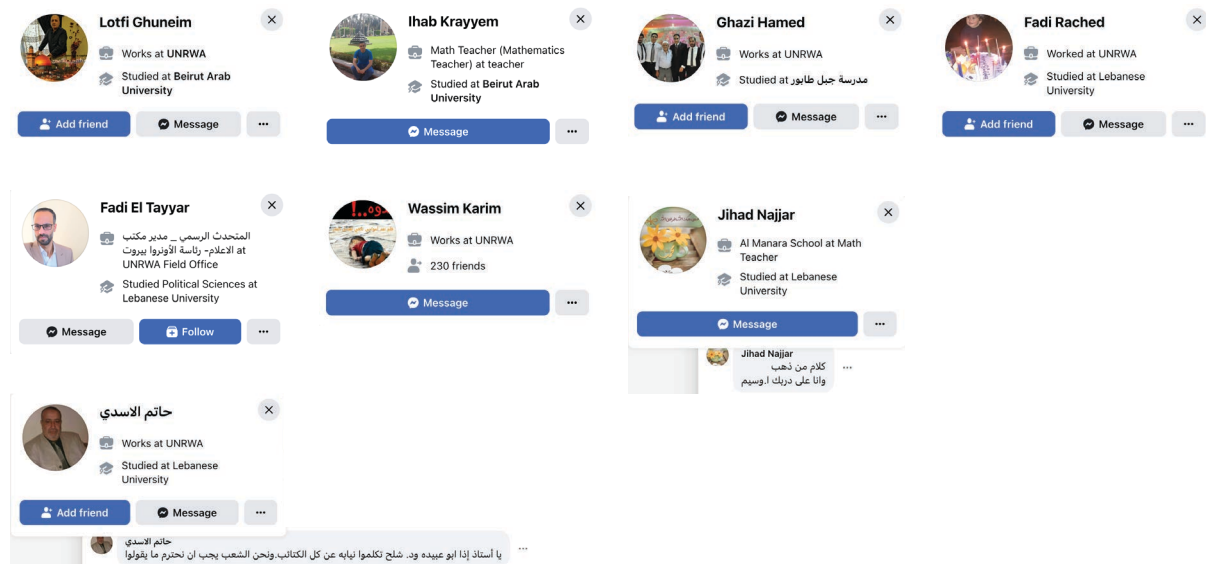 Lotfi Ghuneim
Works at UNRWA
Studied at Beirut Arab
University
Add friend
Message
Ihab Krayyem
Math Teacher (Mathematics
Teacher) at teacher
Studied at Beirut Arab
University
Message
Ghazi Hamed
Works at UNRWA
Studied at مدرسة جبل طابور
Add friend
Message
Fadi Rached
Worked at UNRWA
Studied at Lebanese
University
Add friend
Message
Fadi El Tayyar
المتحدث الرسمي _ مدير مكتب
الاعلام- رئاسة الأونروا بيروت at
UNRWA Field Office
Studied Political Sciences at
Lebanese University
Message
Follow
وه..!
Wassim Karim
Works at UNRWA
230 friends
Message
Jihad Najjar
Al Manara School at Math
Teacher
Studied at Lebanese
University
Message
Jihad Najjar
كلام من ذهب
وانا على دربك ا.وسيم
حاتم الاسدي
Works at UNRWA
Studied at Lebanese
University
Add friend
Message
حاتم الاسدي
يا أستاذ إذا ابو عبيده ود. شلح تكلموا نيابه عن كل الكتائب.ونحن الشعب يجب ان نحترم ما يقولوا